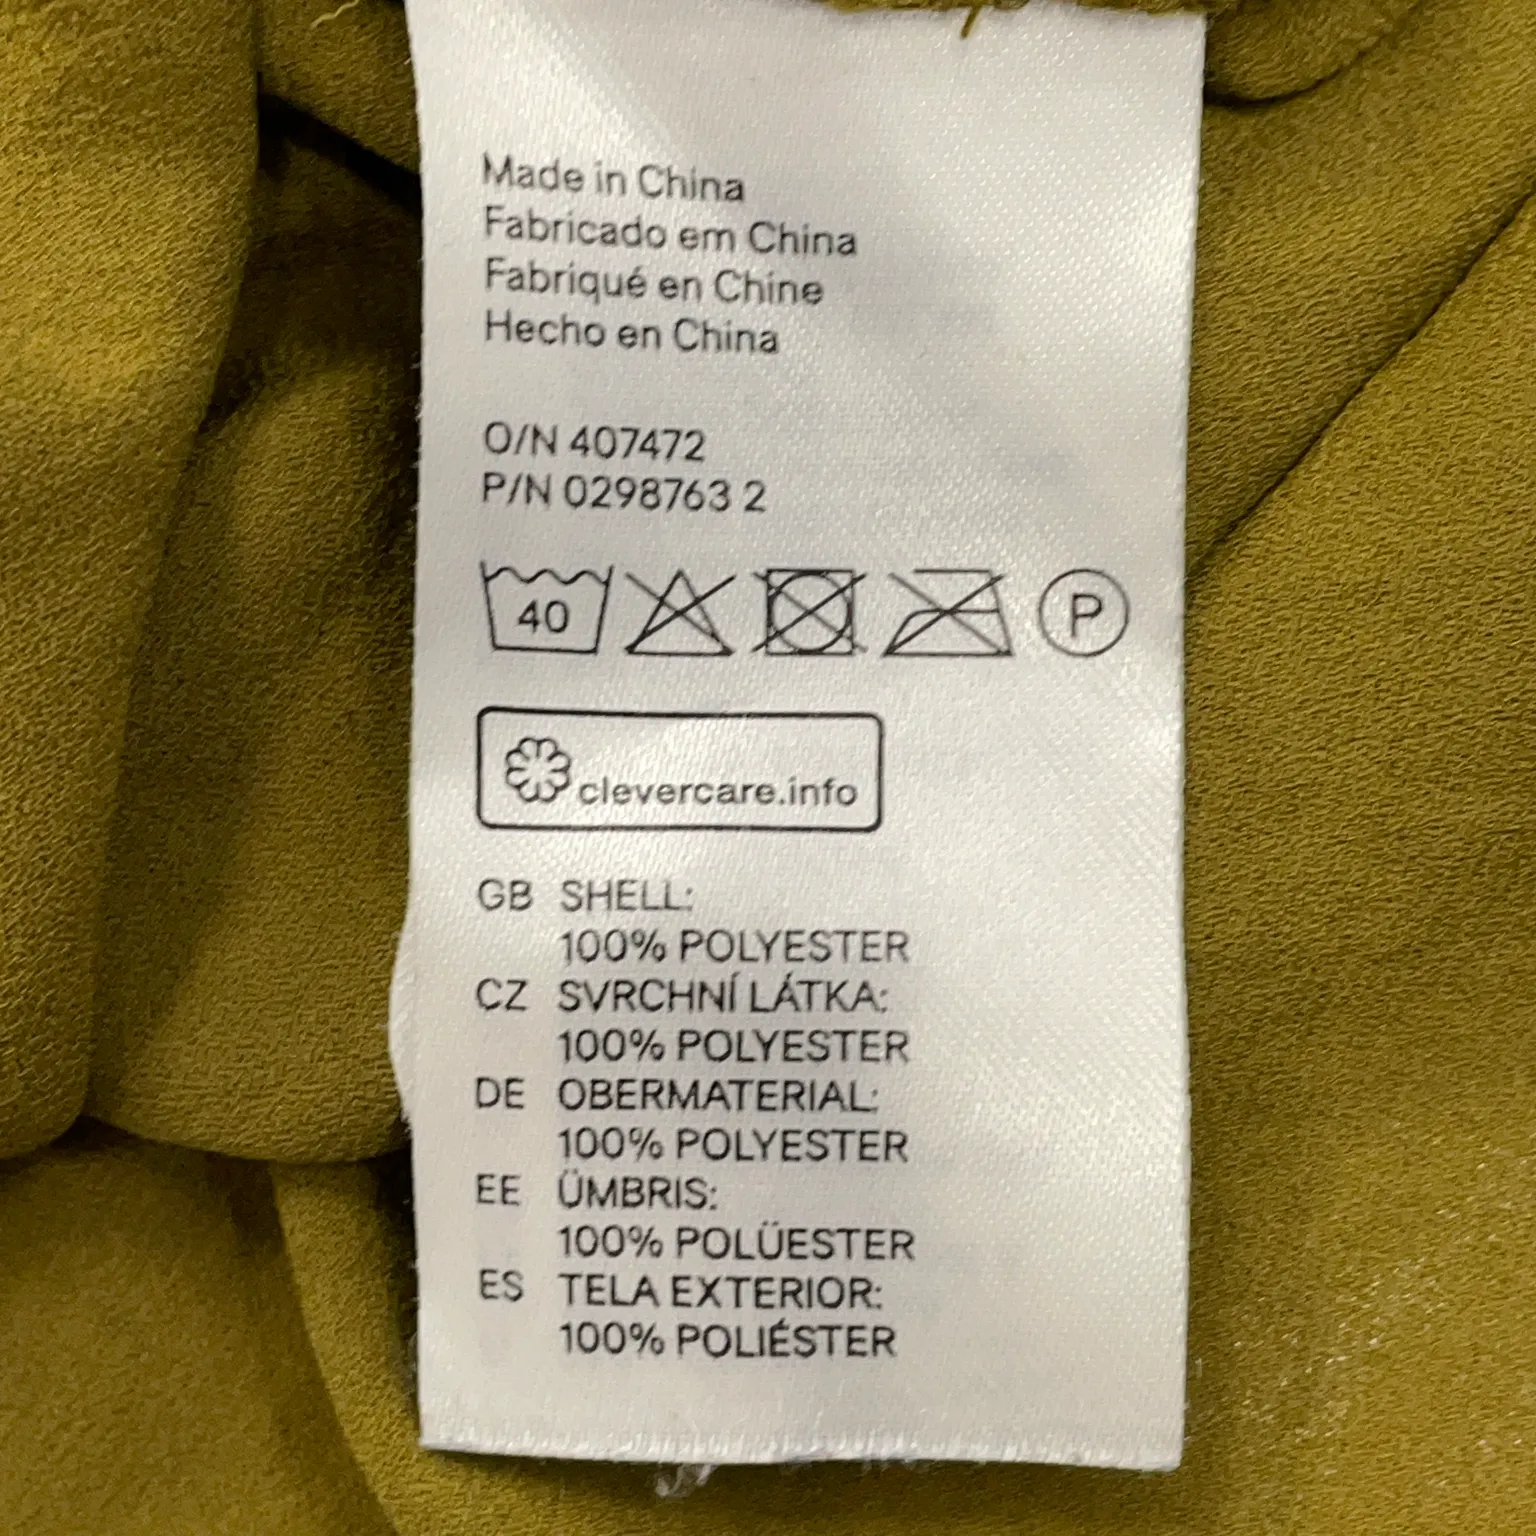 Made in China
Fabricado em China
Fabriqué en Chine
Hecho en China
O/N 407472
P/N 0298763 2
40
P
clevercare.info
GB SHELL:
100% POLYESTER
CZ SVRCHNÍ LÁTKA:
100% POLYESTER
DE OBERMATERIAL:
100% POLYESTER
EE ÜMBRIS:
100% POLÜESTER
ES TELA EXTERIOR:
100% POLIÉSTER